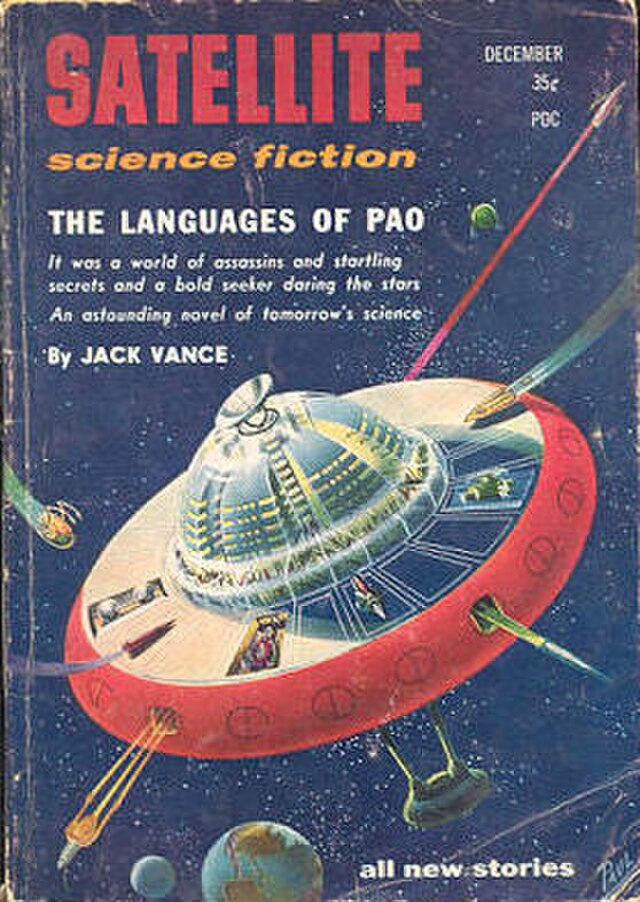 SATELLITE
DECEMBER
35¢
PDC
science fiction
THE LANGUAGES OF PAO
It was a world of assassins and startling
secrets and a bold seeker daring the stars
An astounding novel of tomorrow's science
By JACK VANCE
all new stories
PAUL